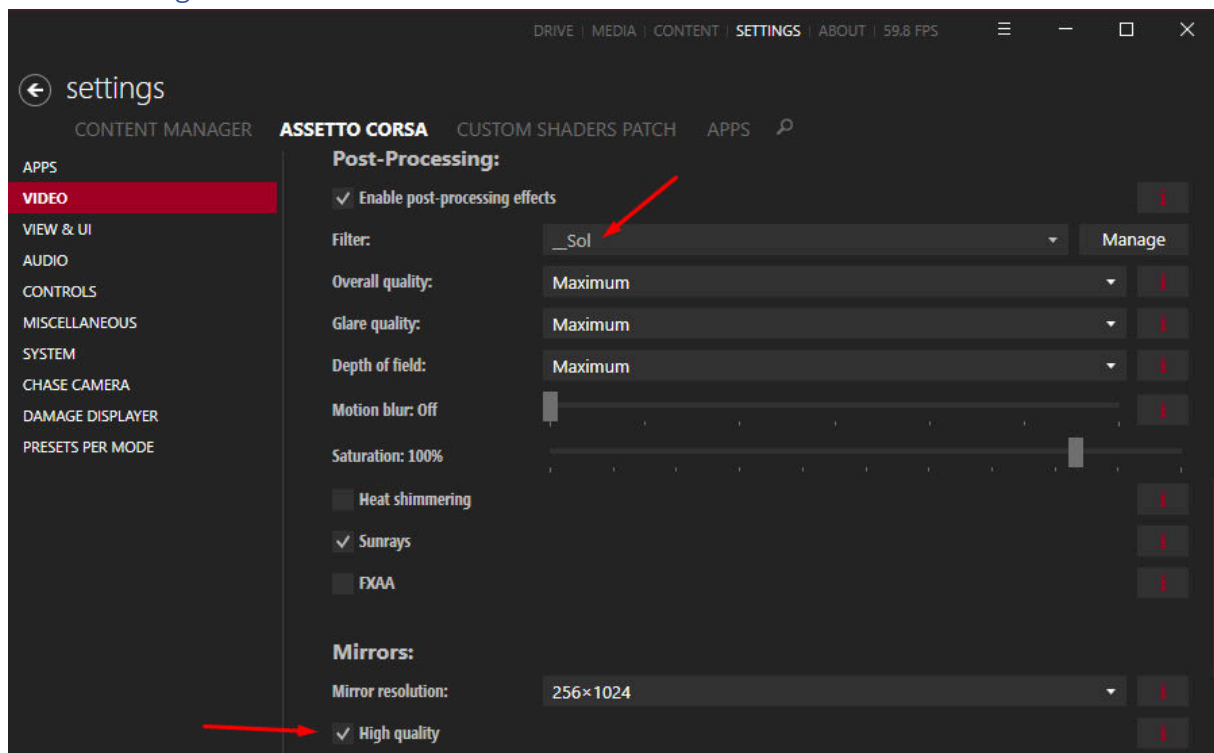 DRIVE | MEDIA | CONTENT | SETTINGS | ABOUT | 59.8 FPS
settings
CONTENT MANAGER ASSETTO CORSA CUSTOM SHADERS PATCH APPS
APPS
VIDEO
VIEW & UI
AUDIO
CONTROLS
MISCELLANEOUS
SYSTEM
CHASE CAMERA
DAMAGE DISPLAYER
PRESETS PER MODE
Post-Processing:
Enable post-processing effects
Filter: __Sol Manage
Overall quality: Maximum
Glare quality: Maximum
Depth of field: Maximum
Motion blur: Off
Saturation: 100%
Heat shimmering
Sunrays
FXAA
Mirrors:
Mirror resolution: 256×1024
High quality